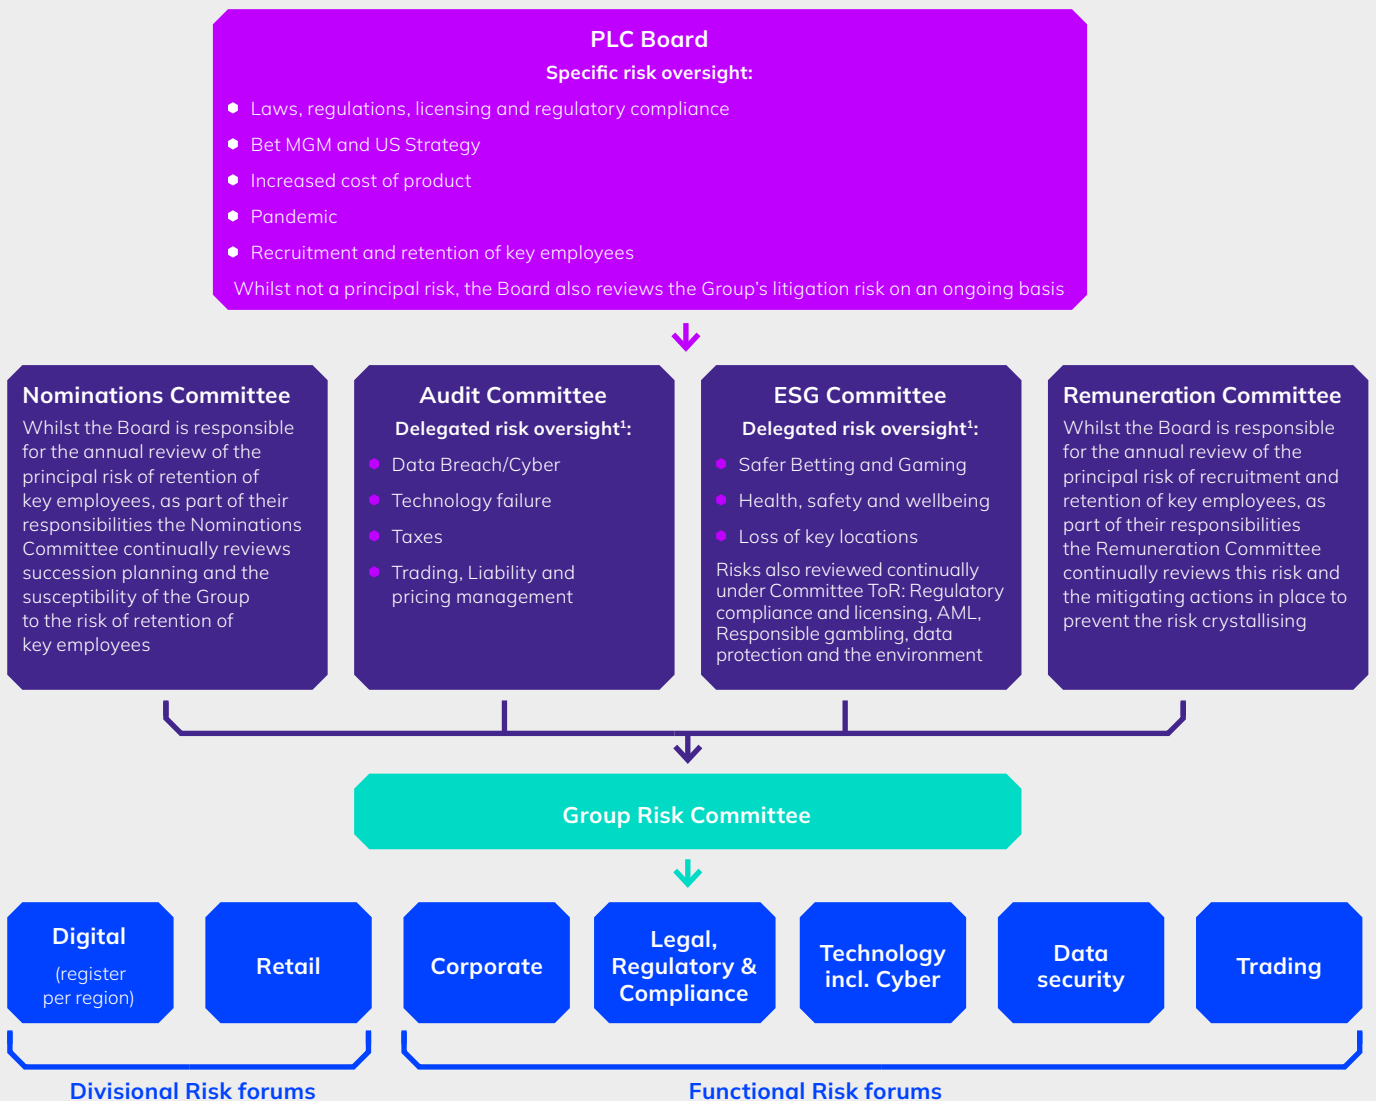 PLC Board
Specific risk oversight:
Laws, regulations, licensing and regulatory compliance
Bet MGM and US Strategy
Increased cost of product
Pandemic
Recruitment and retention of key employees
Whilst not a principal risk, the Board also reviews the Group’s litigation risk on an ongoing basis
Nominations Committee
Whilst the Board is responsible
for the annual review of the
principal risk of retention of
key employees, as part of their
responsibilities the Nominations
Committee continually reviews
succession planning and the
susceptibility of the Group
to the risk of retention of
key employees
Audit Committee
Delegated risk oversight¹:
Data Breach/Cyber
Technology failure
Taxes
Trading, Liability and
pricing management
ESG Committee
Delegated risk oversight¹:
Safer Betting and Gaming
Health, safety and wellbeing
Loss of key locations
Risks also reviewed continually
under Committee ToR: Regulatory
compliance and licensing, AML,
Responsible gambling, data
protection and the environment
Remuneration Committee
Whilst the Board is responsible
for the annual review of the
principal risk of recruitment and
retention of key employees, as
part of their responsibilities
the Remuneration Committee
continually reviews this risk and
the mitigating actions in place to
prevent the risk crystallising
Group Risk Committee
Digital
(register
per region)
Retail
Corporate
Legal,
Regulatory &
Compliance
Technology
incl. Cyber
Data
security
Trading
Divisional Risk forums
Functional Risk forums